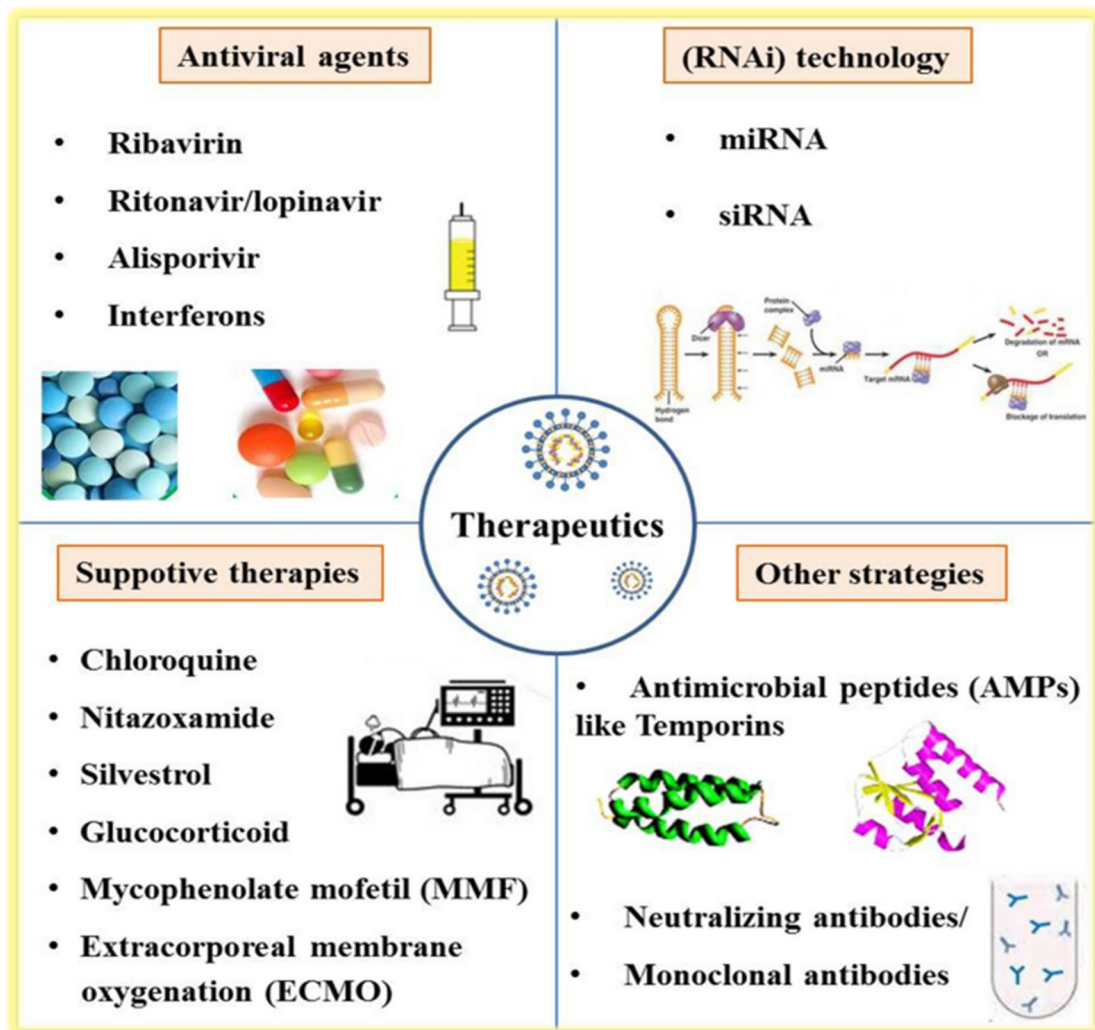 Antiviral agents
• Ribavirin
• Ritonavir/lopinavir
• Alisporivir
• Interferons
(RNAi) technology
• miRNA
• siRNA
Protein
complex
Dicer
miRNA
Target mRNA
Hydrogen
bond
Degradation of mRNA
OR
Blockage of translation
Therapeutics
Suppotive therapies
• Chloroquine
• Nitazoxamide
• Silvestrol
• Glucocorticoid
• Mycophenolate mofetil (MMF)
• Extracorporeal membrane
oxygenation (ECMO)
Other strategies
• Antimicrobial peptides (AMPs)
like Temporins
• Neutralizing antibodies/
• Monoclonal antibodies